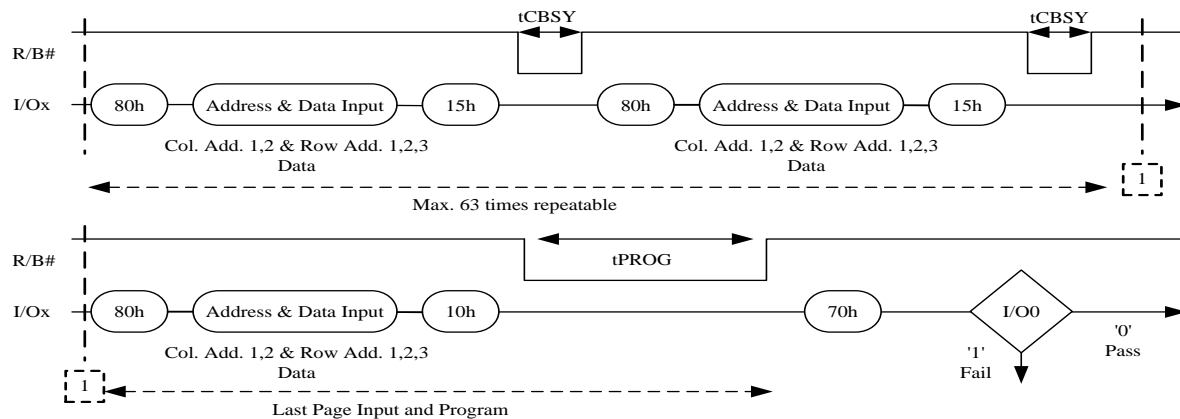 tCBSY tCBSY
R/B#
I/Ox 80h Address & Data Input 15h 80h Address & Data Input 15h
Col. Add. 1,2 & Row Add. 1,2,3 Col. Add. 1,2 & Row Add. 1,2,3
Data Data
1
Max. 63 times repeatable
R/B#
tPROG
I/Ox 80h Address & Data Input 10h 70h I/O0
'0'
Pass
Col. Add. 1,2 & Row Add. 1,2,3 '1'
Data Fail
1
Last Page Input and Program